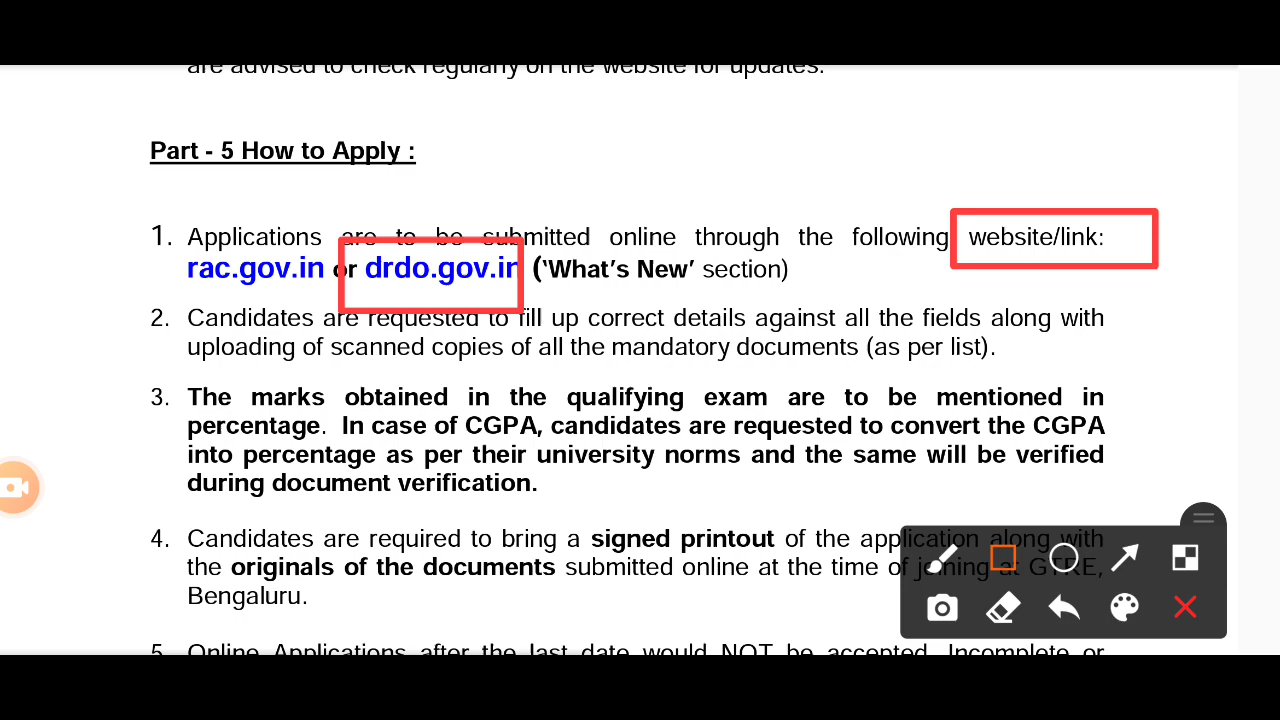 are advised to check regularly on the website for updates.
Part - 5 How to Apply :
1. Applications are to be submitted online through the following website/link:
rac.gov.in or drdo.gov.in ('What's New' section)
2. Candidates are requested to fill up correct details against all the fields along with
uploading of scanned copies of all the mandatory documents (as per list).
3. The marks obtained in the qualifying exam are to be mentioned in
percentage. In case of CGPA, candidates are requested to convert the CGPA
into percentage as per their university norms and the same will be verified
during document verification.
4. Candidates are required to bring a signed printout of the application along with
the originals of the documents submitted online at the time of joining at GTRE,
Bengaluru.
5. Online Applications after the last date would NOT be accepted. Incomplete or